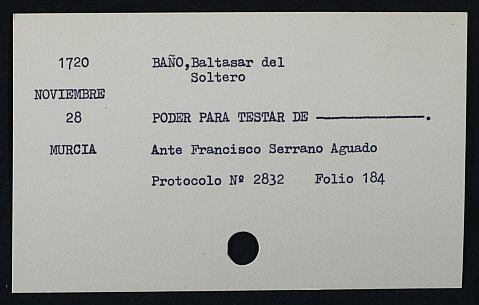 1720 BAÑO,Baltasar del
Soltero
NOVIEMBRE
28 PODER PARA TESTAR DE ——————.
MURCIA Ante Francisco Serrano Aguado
Protocolo Nº 2832 Folio 184